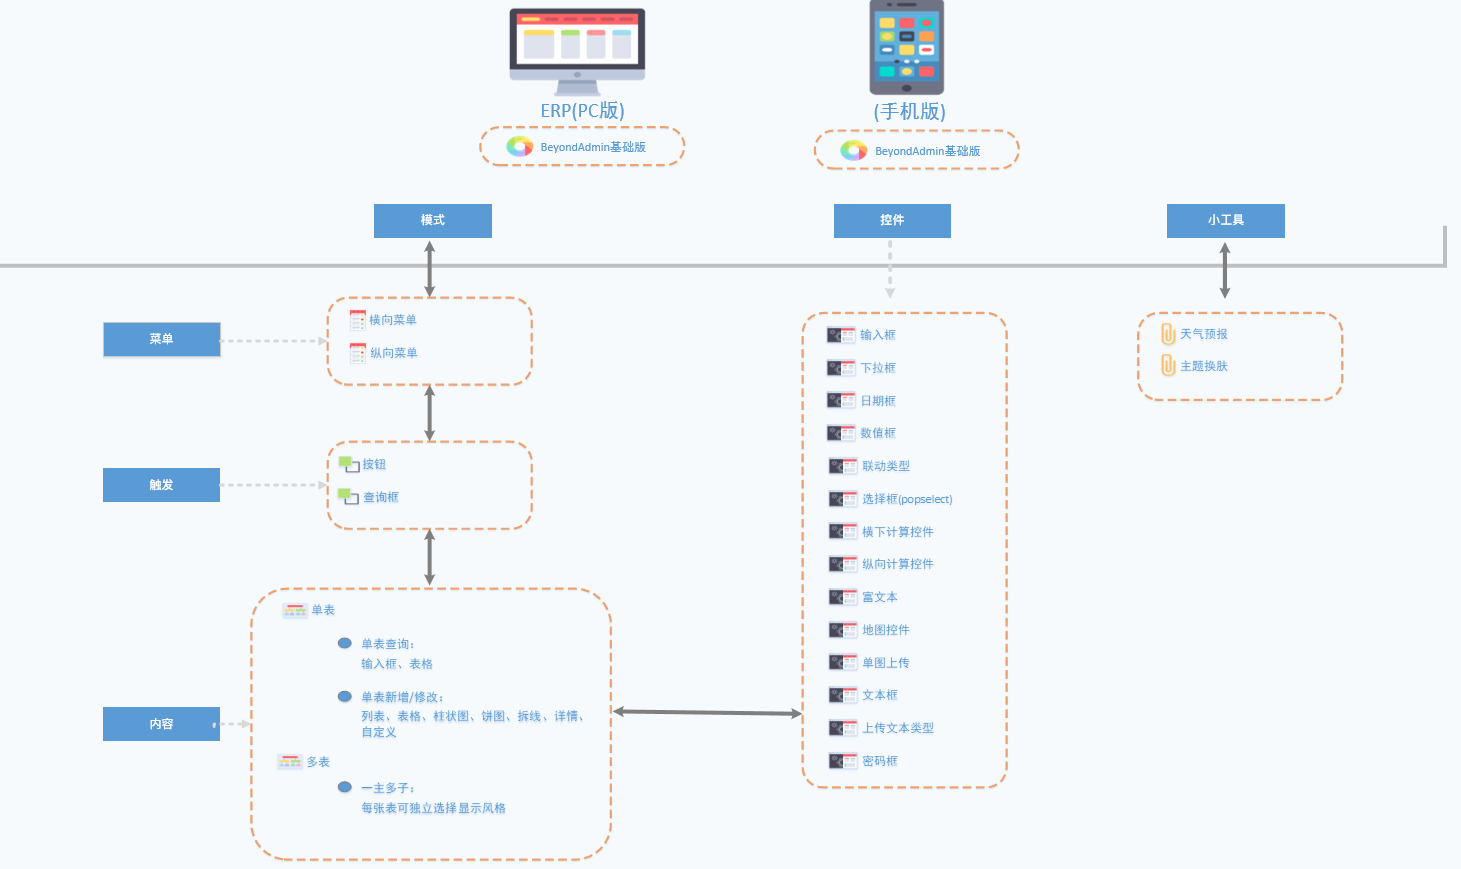 ERP(PC版)
(手机版)
BeyondAdmin基础版
BeyondAdmin基础版
模式
控件
小工具
菜单
横向菜单
纵向菜单
触发
按钮
查询框
内容
单表
单表查询：
输入框、表格
单表新增/修改：
列表、表格、柱状图、饼图、拆线、详情、
自定义
多表
一主多子：
每张表可独立选择显示风格
输入框
下拉框
日期框
数值框
联动类型
选择框(popselect)
横下计算控件
纵向计算控件
富文本
地图控件
单图上传
文本框
上传文本类型
密码框
天气预报
主题换肤